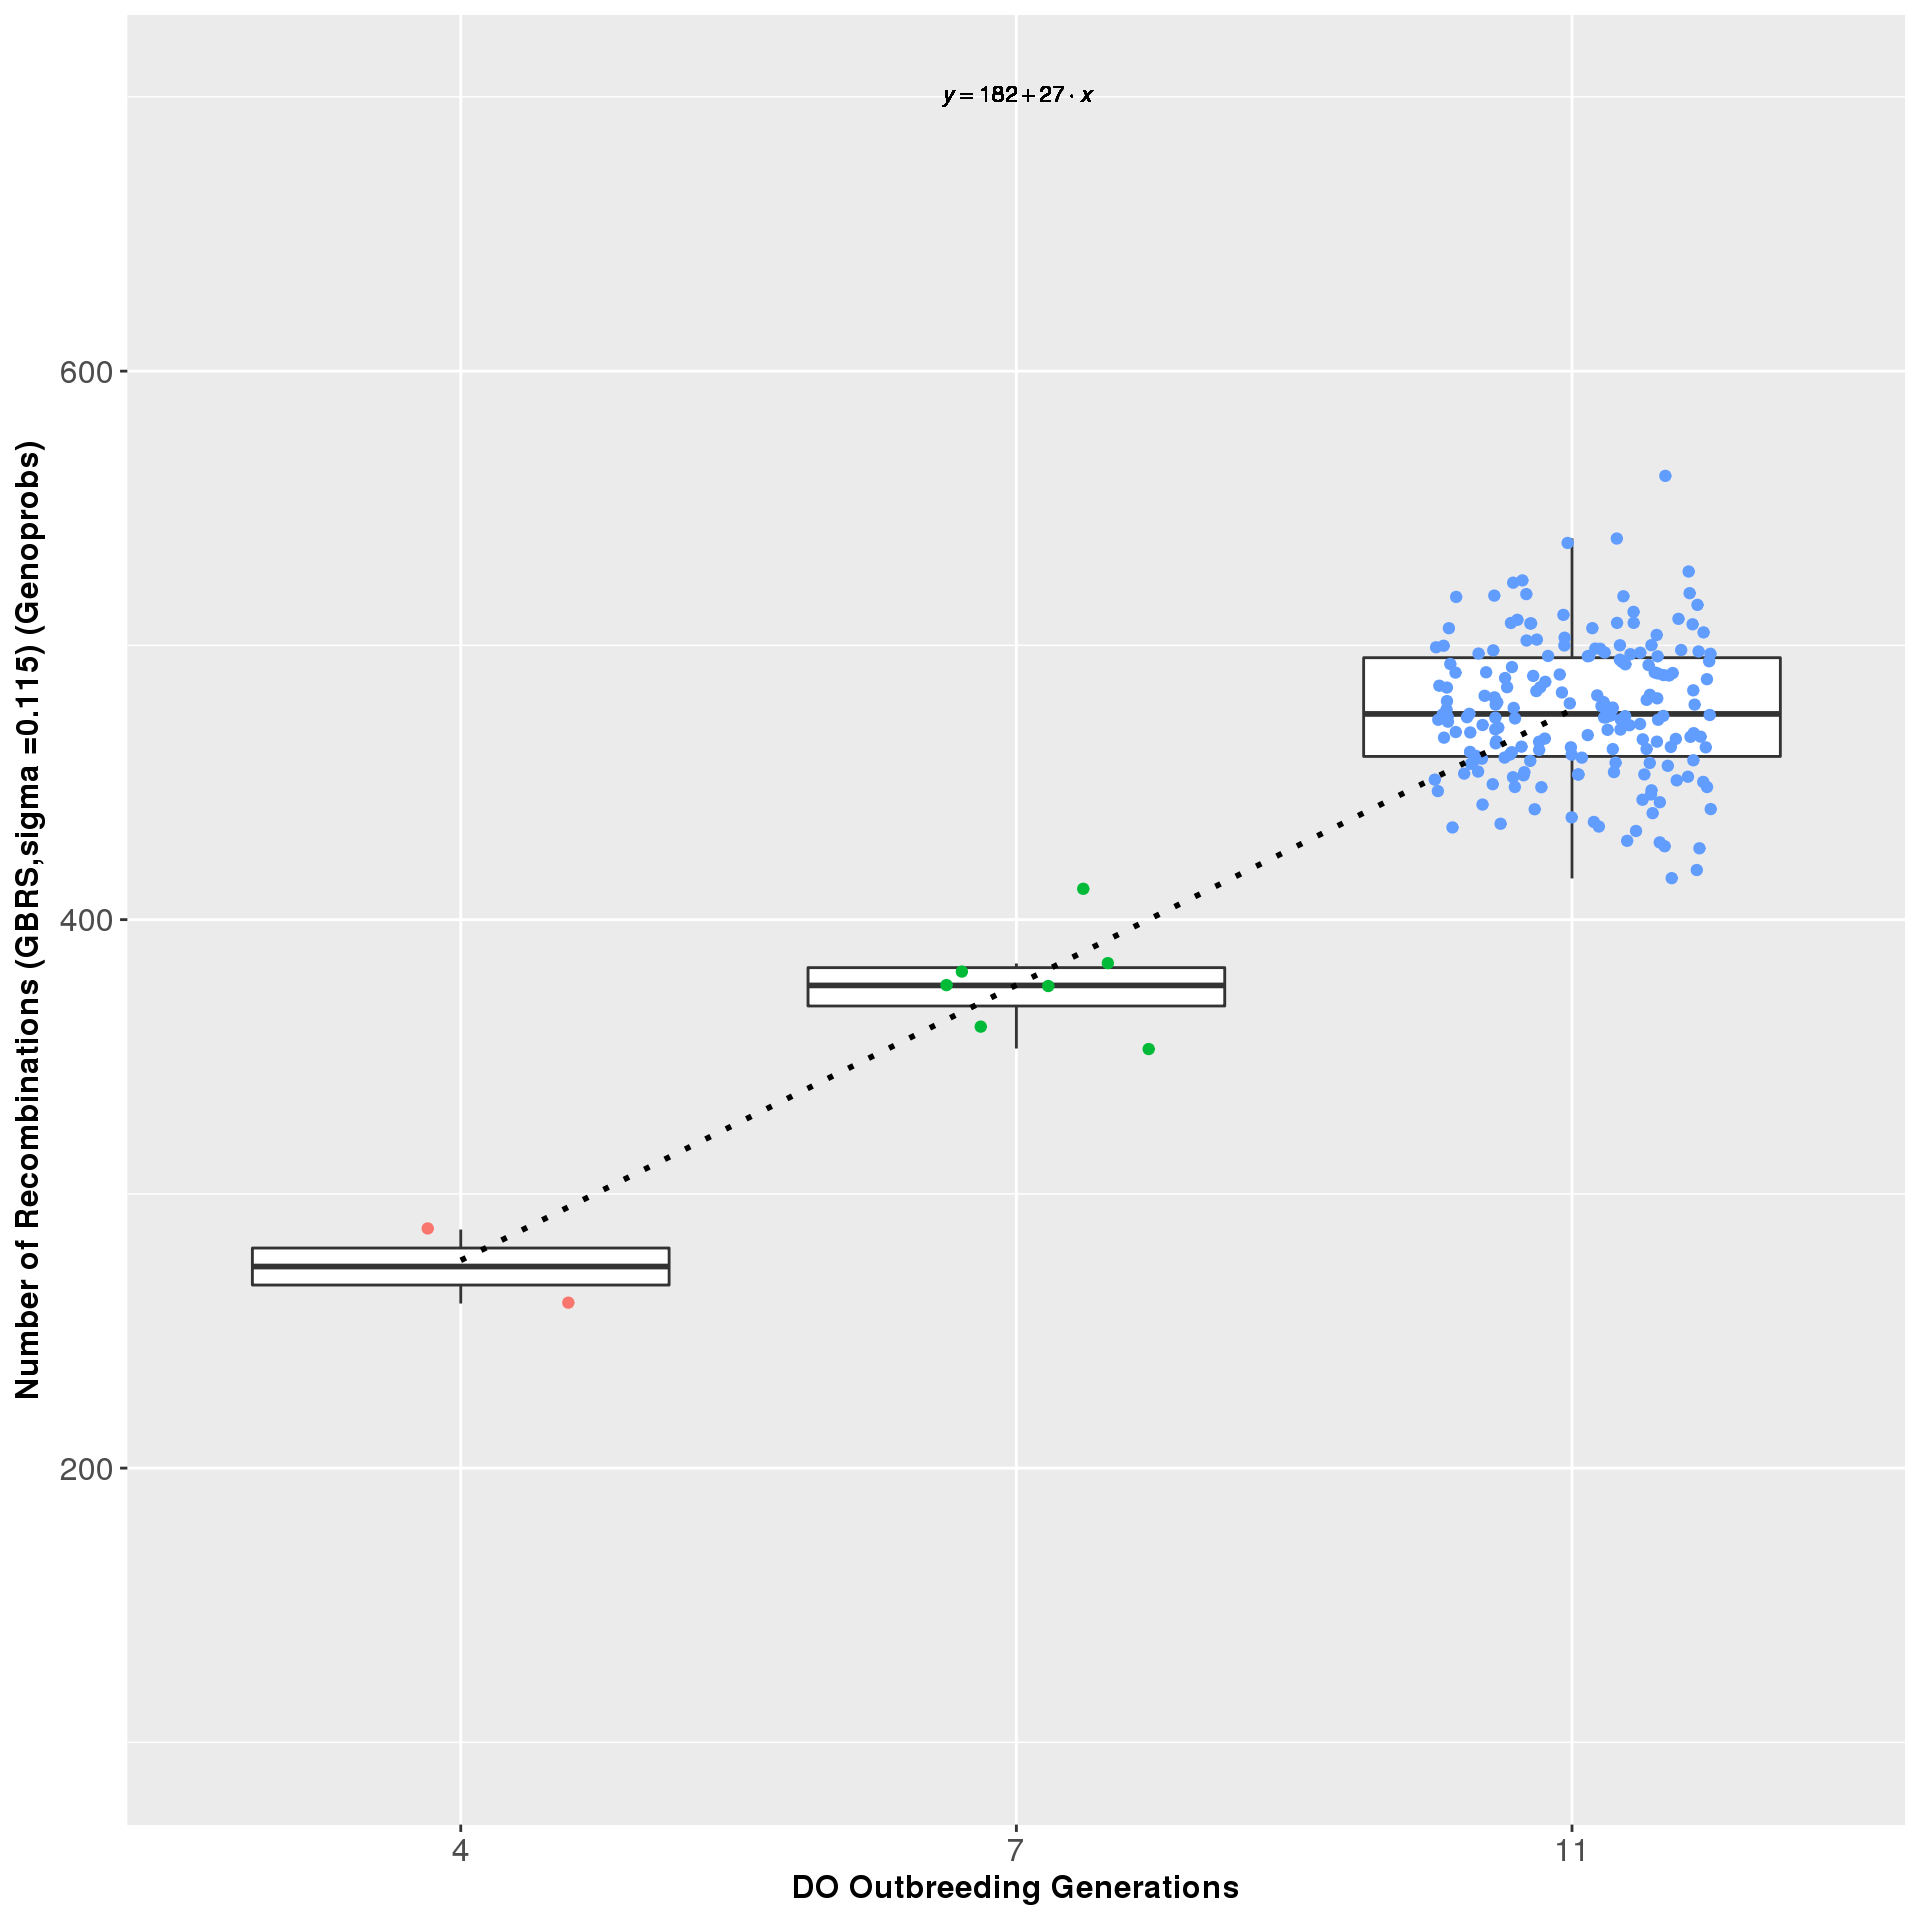 y = 182 + 27 · x
600
400
200
Number of Recombinations (GBRS,sigma =0.115) (Genoprobs)
4 7 11
DO Outbreeding Generations